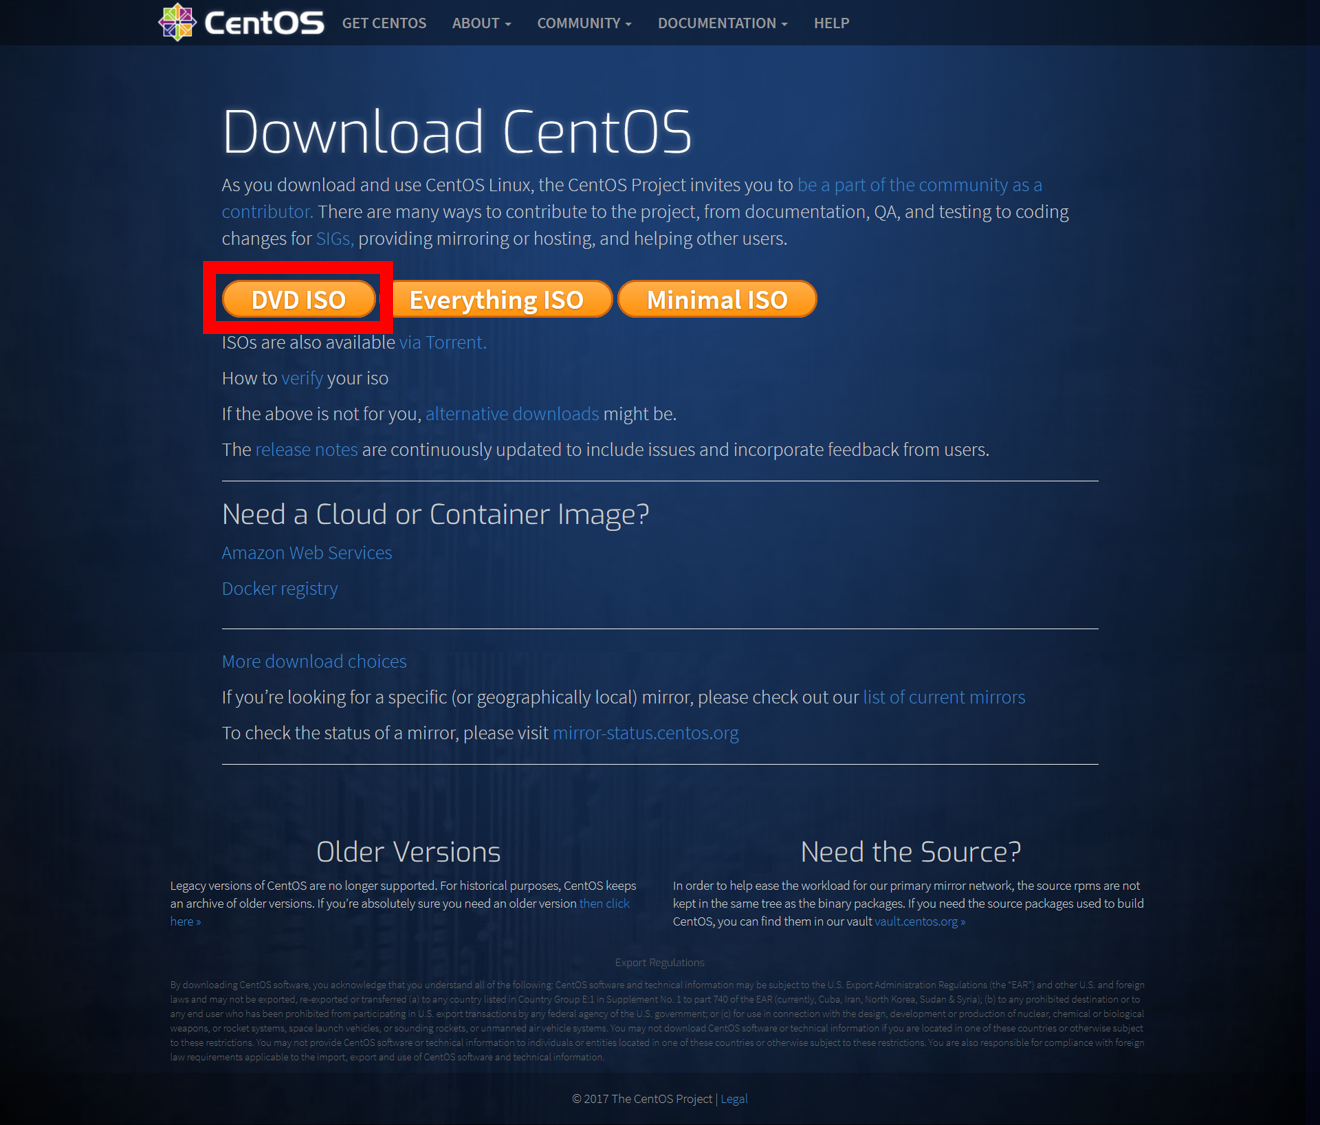 CentOS GET CENTOS ABOUT COMMUNITY DOCUMENTATION HELP
Download CentOS
As you download and use CentOS Linux, the CentOS Project invites you to be a part of the community as a
contributor. There are many ways to contribute to the project, from documentation, QA, and testing to coding
changes for SIGs, providing mirroring or hosting, and helping other users.
DVD ISO Everything ISO Minimal ISO
ISOs are also available via Torrent.
How to verify your iso
If the above is not for you, alternative downloads might be.
The release notes are continuously updated to include issues and incorporate feedback from users.
Need a Cloud or Container Image?
Amazon Web Services
Docker registry
More download choices
If you're looking for a specific (or geographically local) mirror, please check out our list of current mirrors
To check the status of a mirror, please visit mirror-status.centos.org
Older Versions
Legacy versions of CentOS are no longer supported. For historical purposes, CentOS keeps
an archive of older versions. If you're absolutely sure you need an older version then click
here »
Need the Source?
In order to help ease the workload for our primary mirror network, the source rpms are not
kept in the same tree as the binary packages. If you need the source packages used to build
CentOS, you can find them in our vault vault.centos.org »
Export Regulations
By downloading CentOS software, you acknowledge that you understand all of the following: CentOS software and technical information may be subject to the U.S. Export Administration Regulations (the "EAR") and other U.S. and foreign
laws and may not be exported, re-exported or transferred (a) to any country listed in Country Group E:1 in Supplement No. 1 to part 740 of the EAR (currently, Cuba, Iran, North Korea, Sudan & Syria); (b) to any prohibited destination or to
any end user who has been prohibited from participating in U.S. export transactions by any federal agency of the U.S. government; or (c) for use in connection with the design, development or production of nuclear, chemical or biological
weapons, or rocket systems, space launch vehicles, or sounding rockets, or unmanned air vehicle systems. You may not download CentOS software or technical information if you are located in one of these countries or otherwise subject
to these restrictions. You may not provide CentOS software or technical information to individuals or entities located in one of these countries or otherwise subject to these restrictions. You are also responsible for compliance with foreign
law requirements applicable to the import, export and use of CentOS software and technical information.
© 2017 The CentOS Project | Legal